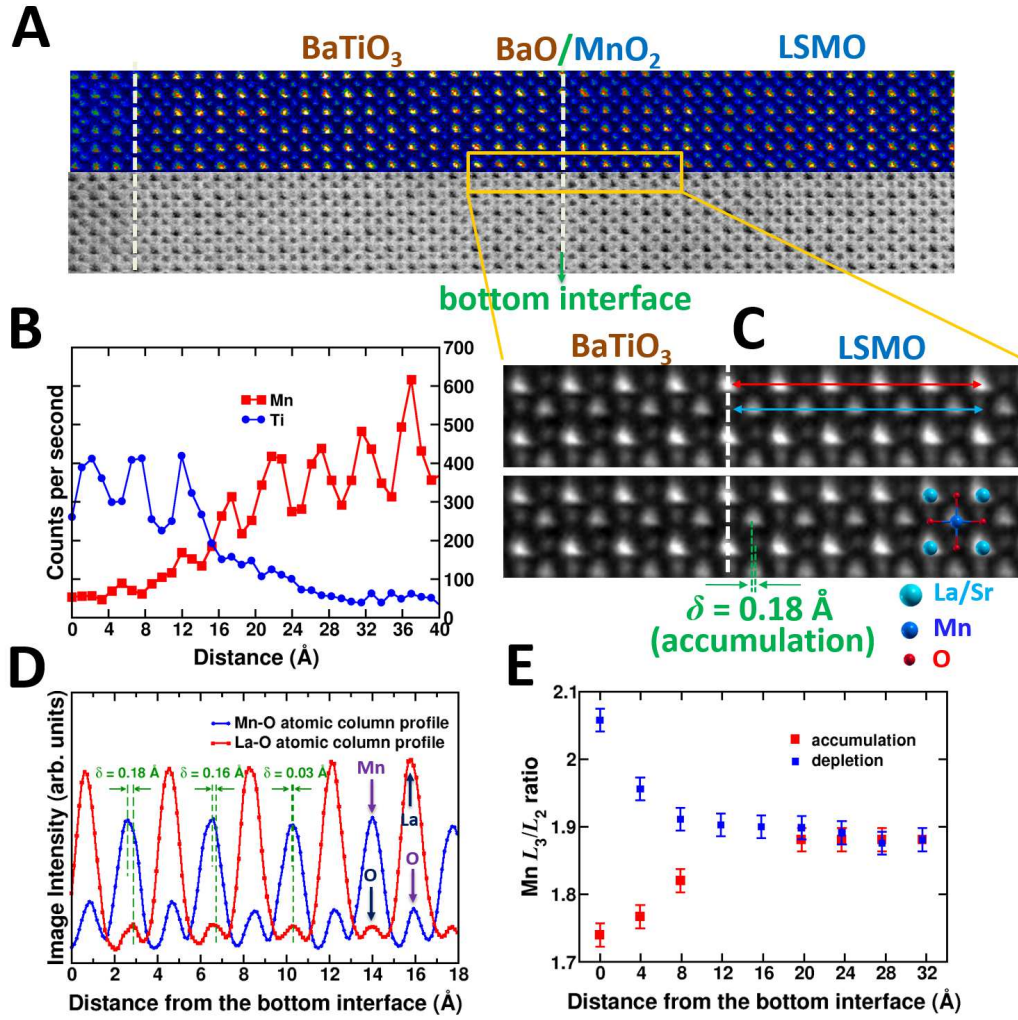 A
BaTiO₃ BaO/MnO₂ LSMO
bottom interface
B
Counts per second
Mn
Ti
700
600
500
400
300
200
100
0
0 4 8 12 16 20 24 28 32 36 40
Distance (Å)
C
BaTiO₃ LSMO
δ = 0.18 Å
(accumulation)
La/Sr
Mn
O
D
Image Intensity (arb. units)
Mn-O atomic column profile
La-O atomic column profile
δ = 0.18 Å δ = 0.16 Å δ = 0.03 Å
Mn
La
O
O
0 2 4 6 8 10 12 14 16 18
Distance from the bottom interface (Å)
E
Mn L₃/L₂ ratio
2.1
2
1.9
1.8
1.7
accumulation
depletion
0 4 8 12 16 20 24 28 32
Distance from the bottom interface (Å)